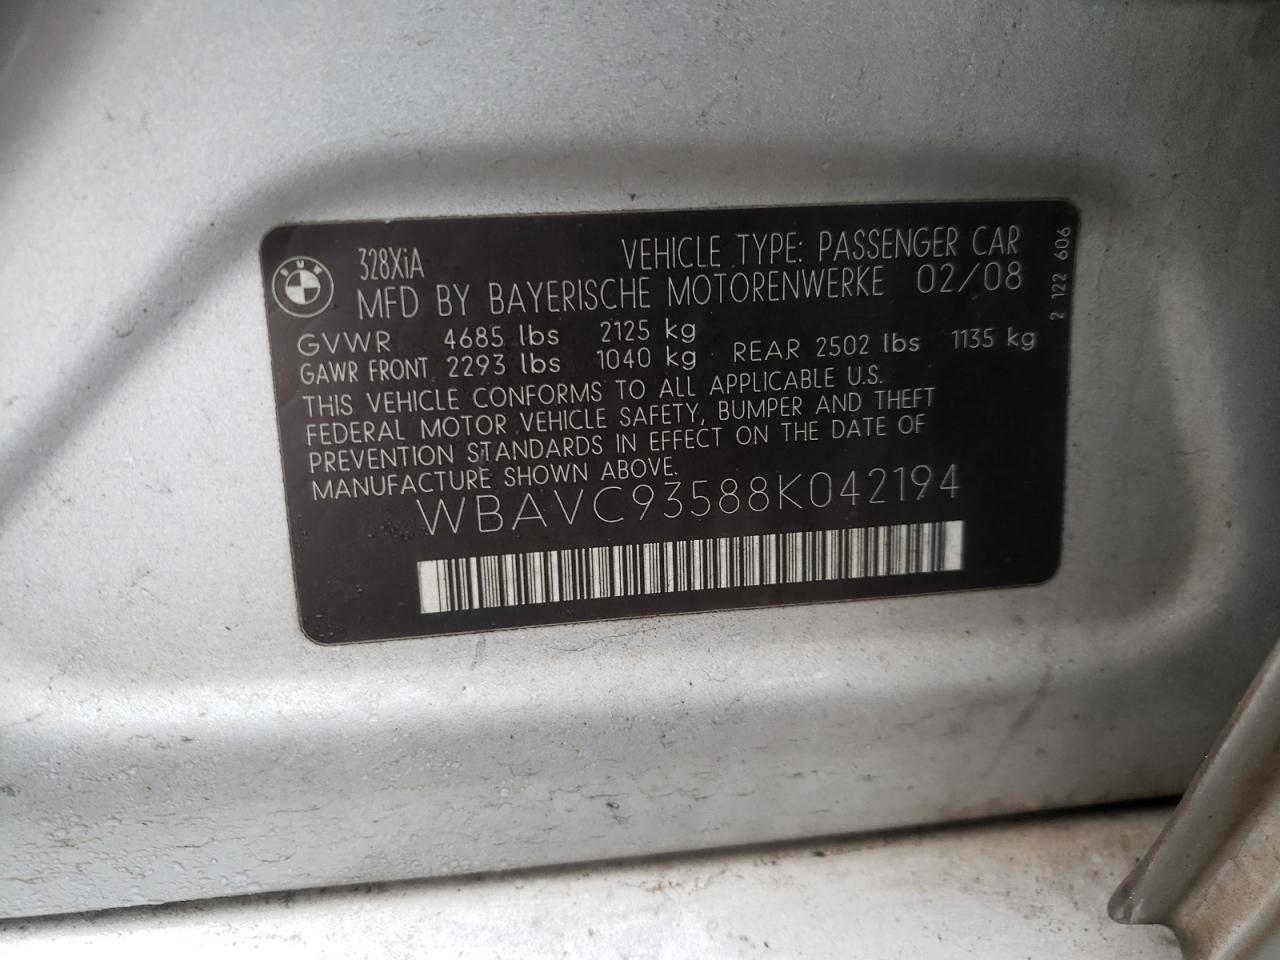 BMW
328XiA
VEHICLE TYPE: PASSENGER CAR
MFD BY BAYERISCHE MOTORENWERKE 02/08
GVWR 4685 lbs 2125 kg
GAWR FRONT 2293 lbs 1040 kg REAR 2502 lbs 1135 kg
THIS VEHICLE CONFORMS TO ALL APPLICABLE U.S.
FEDERAL MOTOR VEHICLE SAFETY, BUMPER AND THEFT
PREVENTION STANDARDS IN EFFECT ON THE DATE OF
MANUFACTURE SHOWN ABOVE.
WBAVC93588K042194
2 122 606